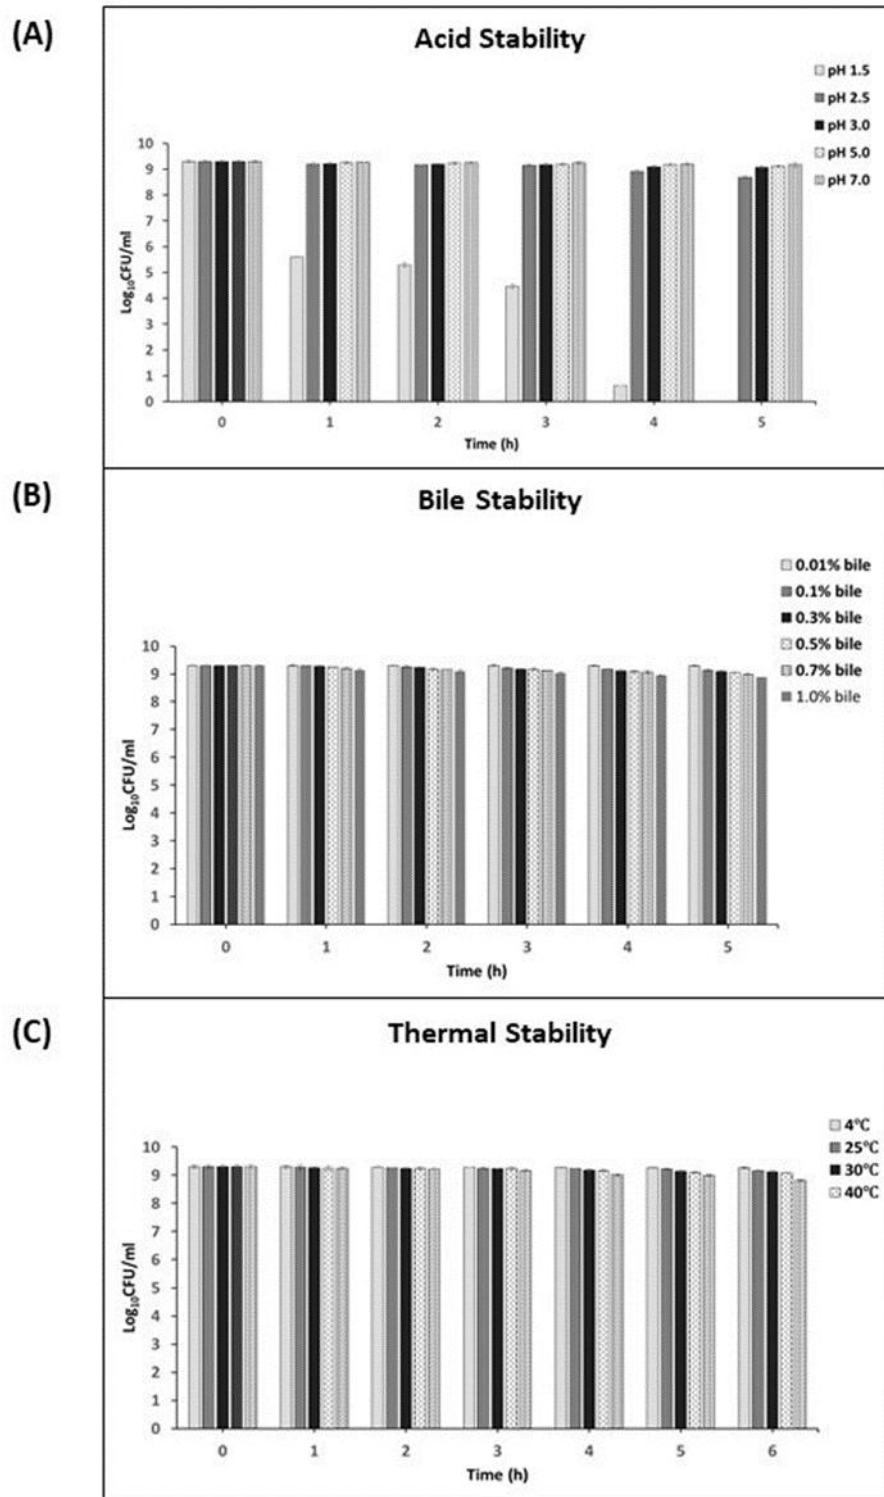 (A)
Acid Stability
pH 1.5
pH 2.5
pH 3.0
pH 5.0
pH 7.0
10
9
8
7
6
5
4
3
2
1
0
Log₁₀CFU/ml
0 1 2 3 4 5
Time (h)
(B)
Bile Stability
0.01% bile
0.1% bile
0.3% bile
0.5% bile
0.7% bile
1.0% bile
10
9
8
7
6
5
4
3
2
1
0
Log₁₀CFU/ml
0 1 2 3 4 5
Time (h)
(C)
Thermal Stability
4°C
25°C
30°C
40°C
10
9
8
7
6
5
4
3
2
1
0
Log₁₀CFU/ml
0 1 2 3 4 5 6
Time (h)